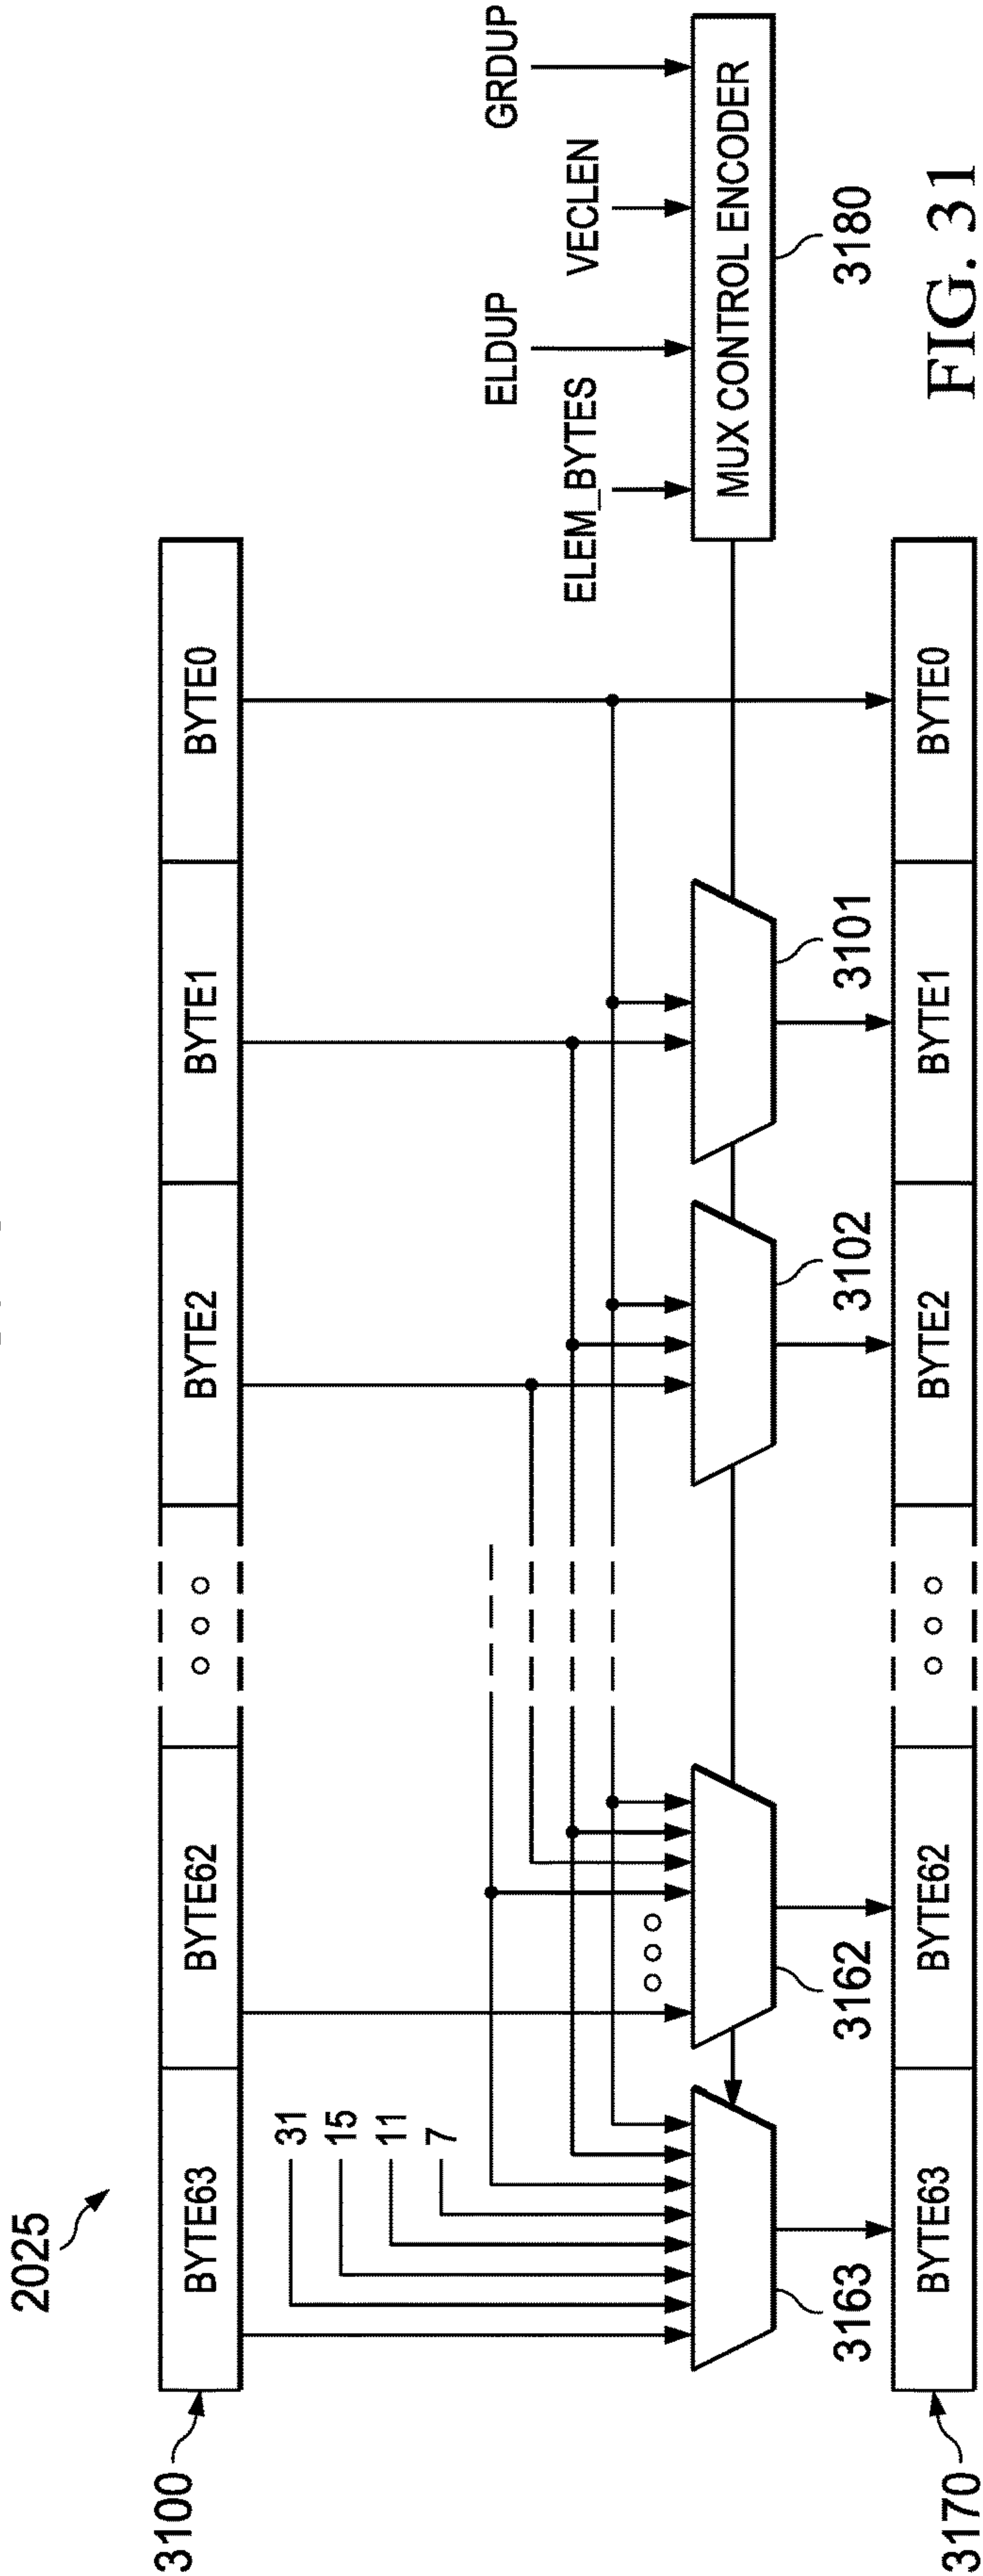 2025
3100
BYTE63
BYTE62
BYTE2
BYTE1
BYTE0
31
15
11
7
ELEM_BYTES
ELDUP
VECLEN
GRDUP
MUX CONTROL ENCODER
3180
3163
3162
3102
3101
3170
BYTE63
BYTE62
BYTE2
BYTE1
BYTE0
FIG. 31